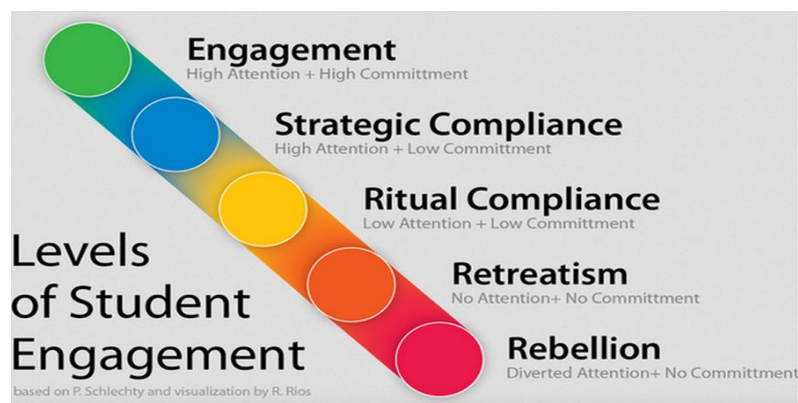 Engagement
High Attention + High Committment
Strategic Compliance
High Attention + Low Committment
Ritual Compliance
Low Attention + Low Committment
Retreatism
No Attention+ No Committment
Rebellion
Diverted Attention+ No Committment
Levels
of Student
Engagement
based on P. Schlechty and visualization by R. Rios